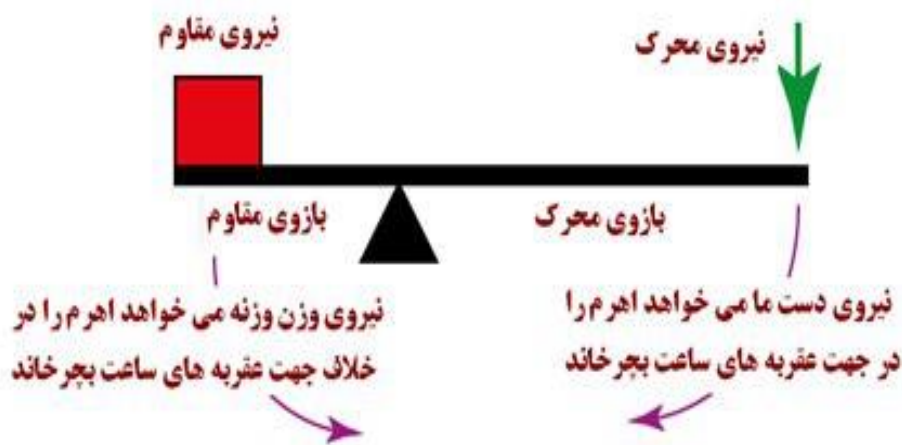 نیروی مقاوم
نیروی محرک
بازوی مقاوم
بازوی محرک
نیروی وزن وزنه می خواهد اهرم را در
خلاف جهت عقربه های ساعت بچرخاند
نیروی دست ما می خواهد اهرم را
در جهت عقربه های ساعت بچرخاند